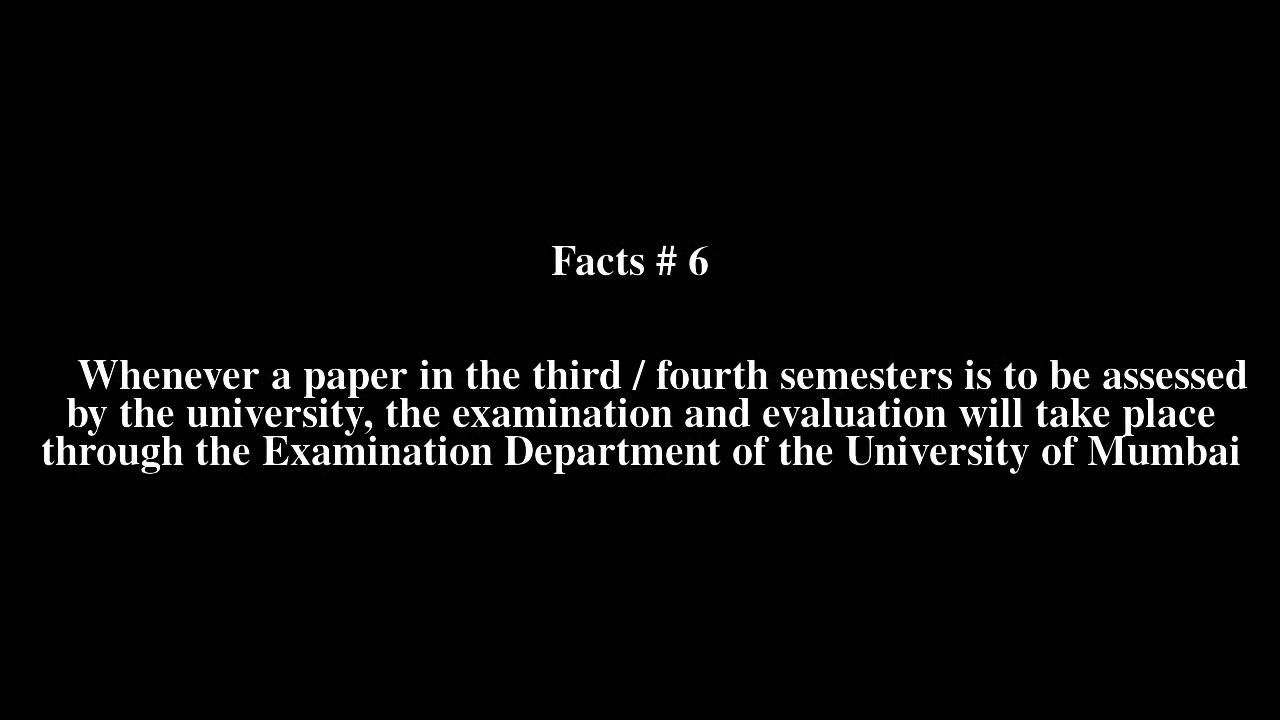 Facts # 6
Whenever a paper in the third / fourth semesters is to be assessed
by the university, the examination and evaluation will take place
through the Examination Department of the University of Mumbai